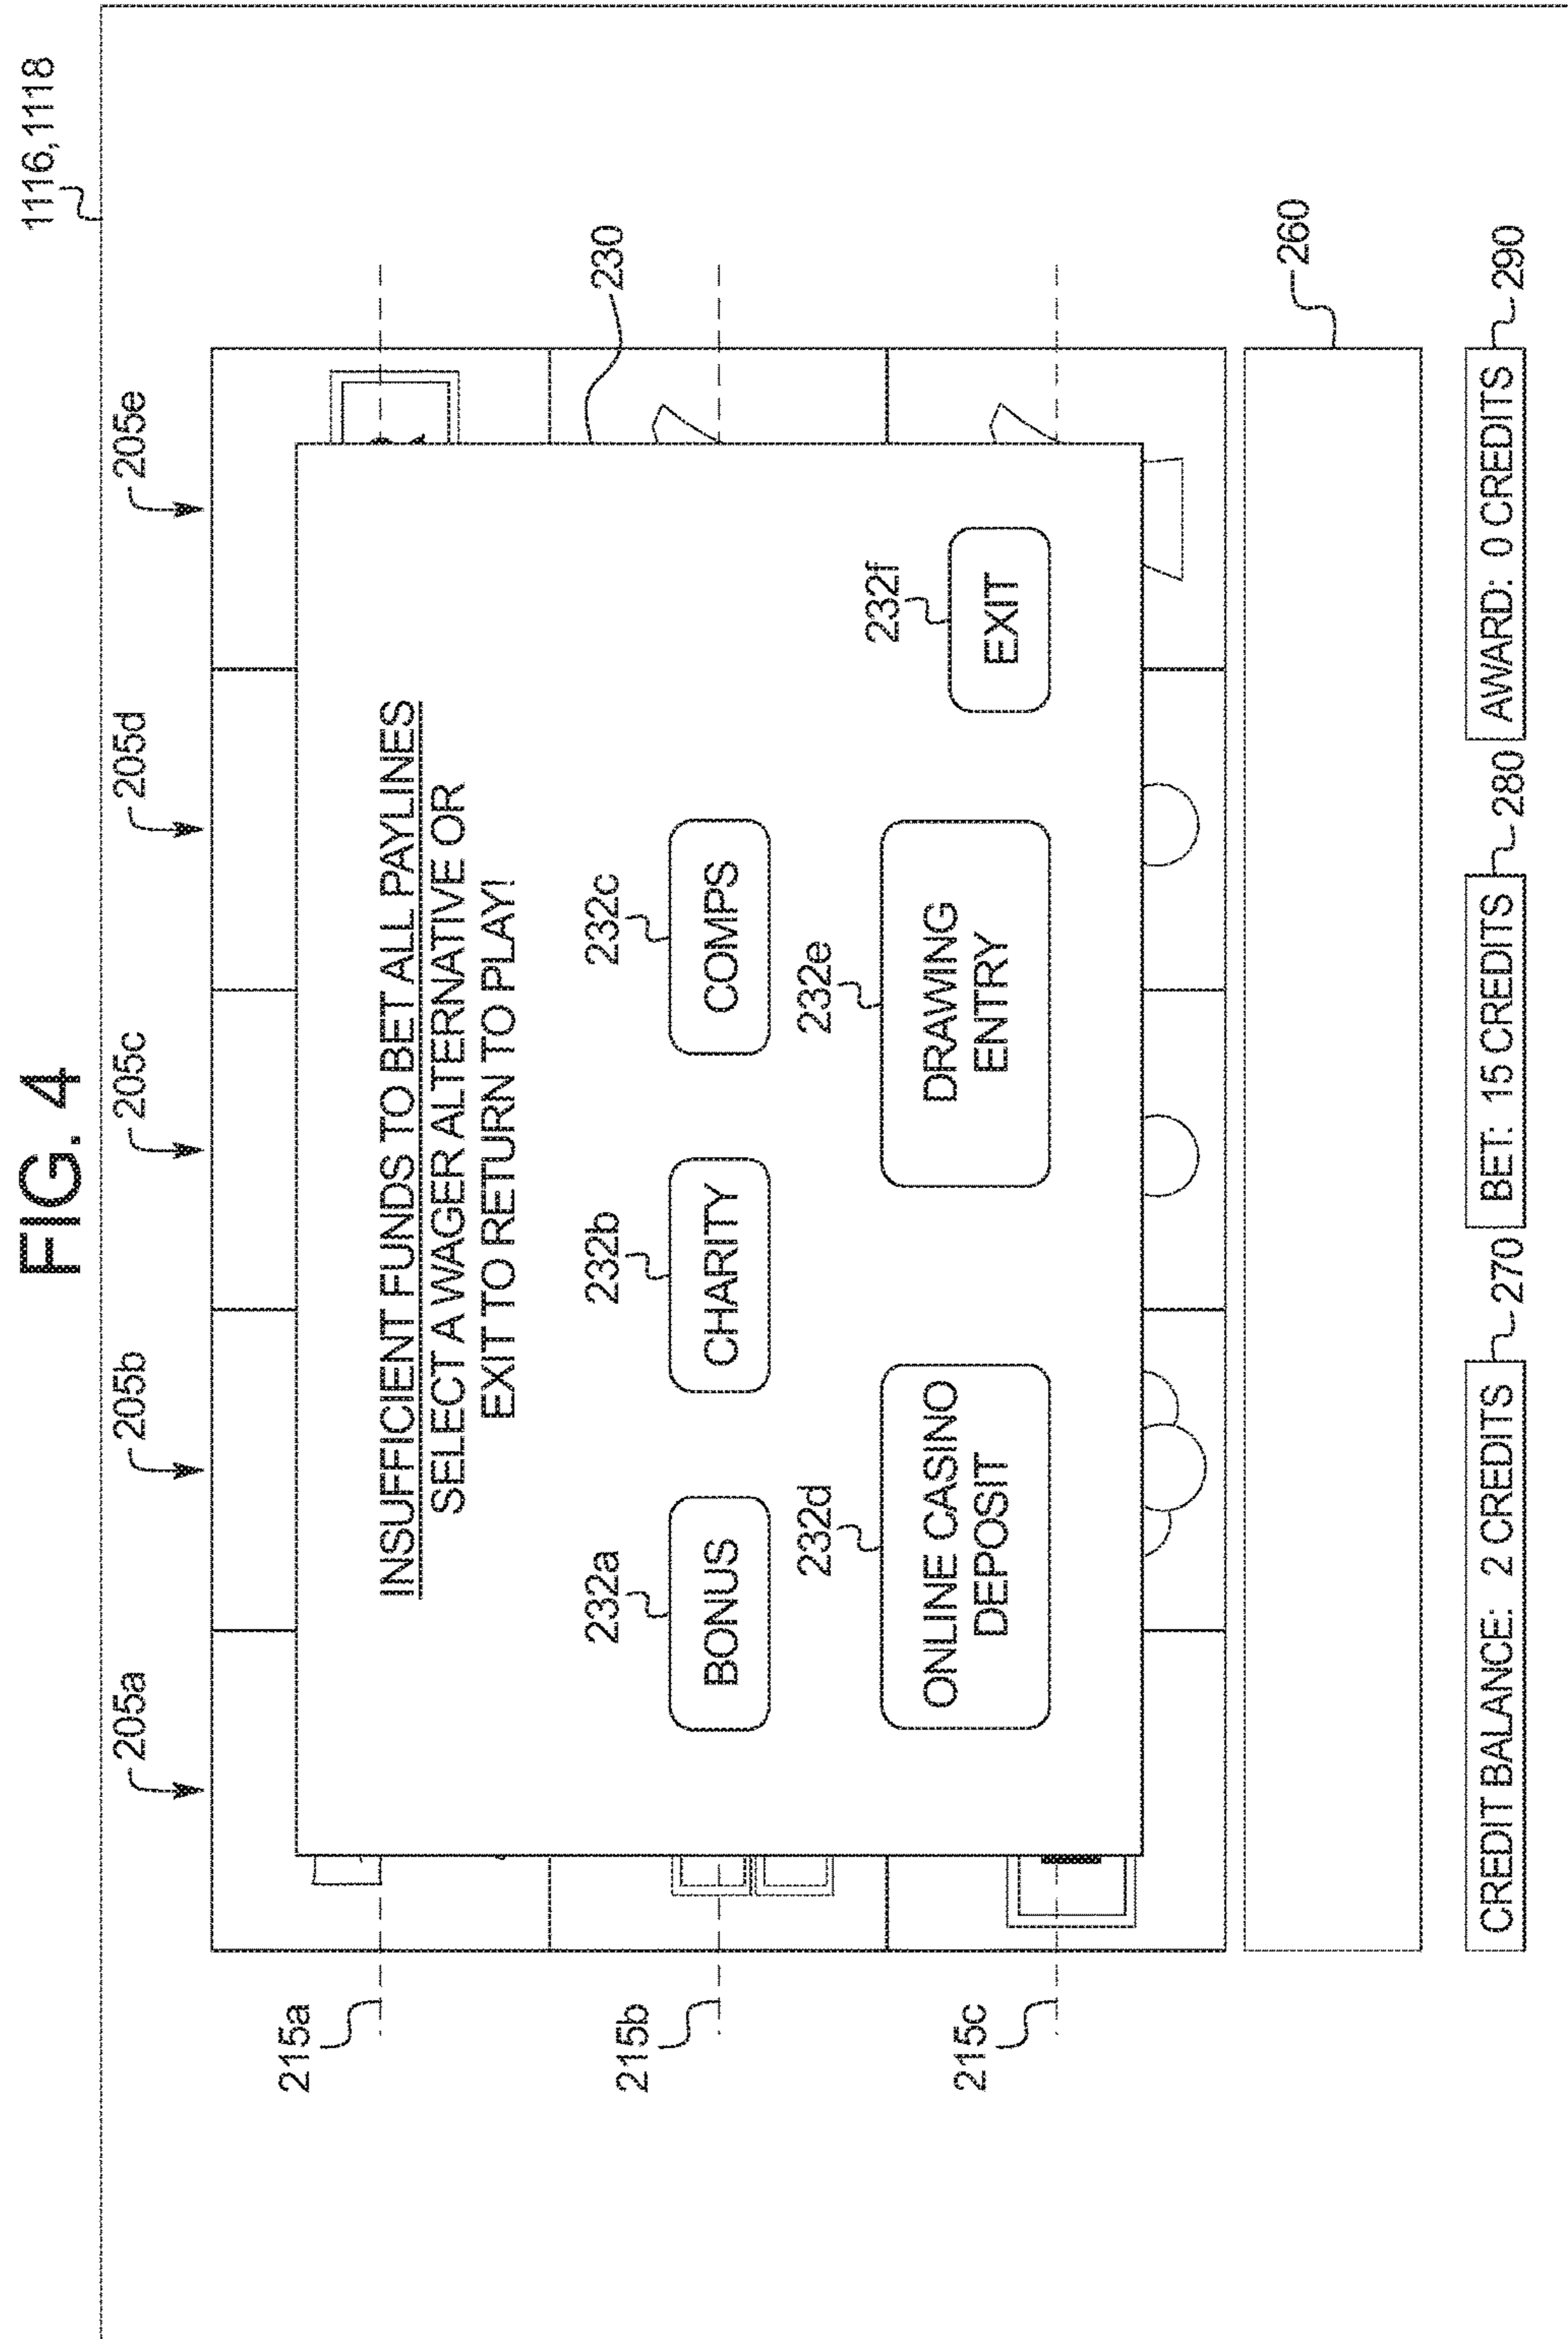 FIG. 4
1116,1118
205a
205b
205c
205d
205e
215a
215b
215c
230
INSUFFICIENT FUNDS TO BET ALL PAYLINES
SELECT A WAGER ALTERNATIVE OR
EXIT TO RETURN TO PLAY!
232a
232b
232c
BONUS
CHARITY
COMPS
232d
232e
232f
ONLINE CASINO
DEPOSIT
DRAWING
ENTRY
EXIT
260
CREDIT BALANCE: 2 CREDITS
270
BET: 15 CREDITS
280
AWARD: 0 CREDITS
290